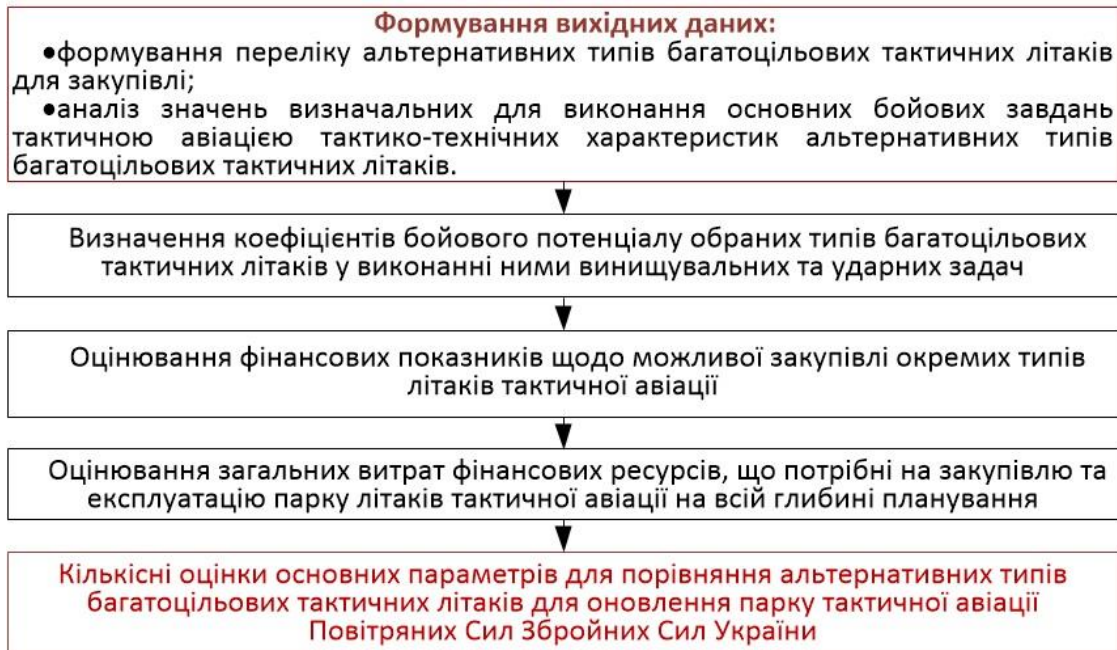 Формування вихідних даних:
●формування переліку альтернативних типів багатоцільових тактичних літаків
для закупівлі;
●аналіз значень визначальних для виконання основних бойових завдань
тактичною авіацією тактико-технічних характеристик альтернативних типів
багатоцільових тактичних літаків.
Визначення коефіцієнтів бойового потенціалу обраних типів багатоцільових
тактичних літаків у виконанні ними винищувальних та ударних задач
Оцінювання фінансових показників щодо можливої закупівлі окремих типів
літаків тактичної авіації
Оцінювання загальних витрат фінансових ресурсів, що потрібні на закупівлю та
експлуатацію парку літаків тактичної авіації на всій глибині планування
Кількісні оцінки основних параметрів для порівняння альтернативних типів
багатоцільових тактичних літаків для оновлення парку тактичної авіації
Повітряних Сил Збройних Сил України